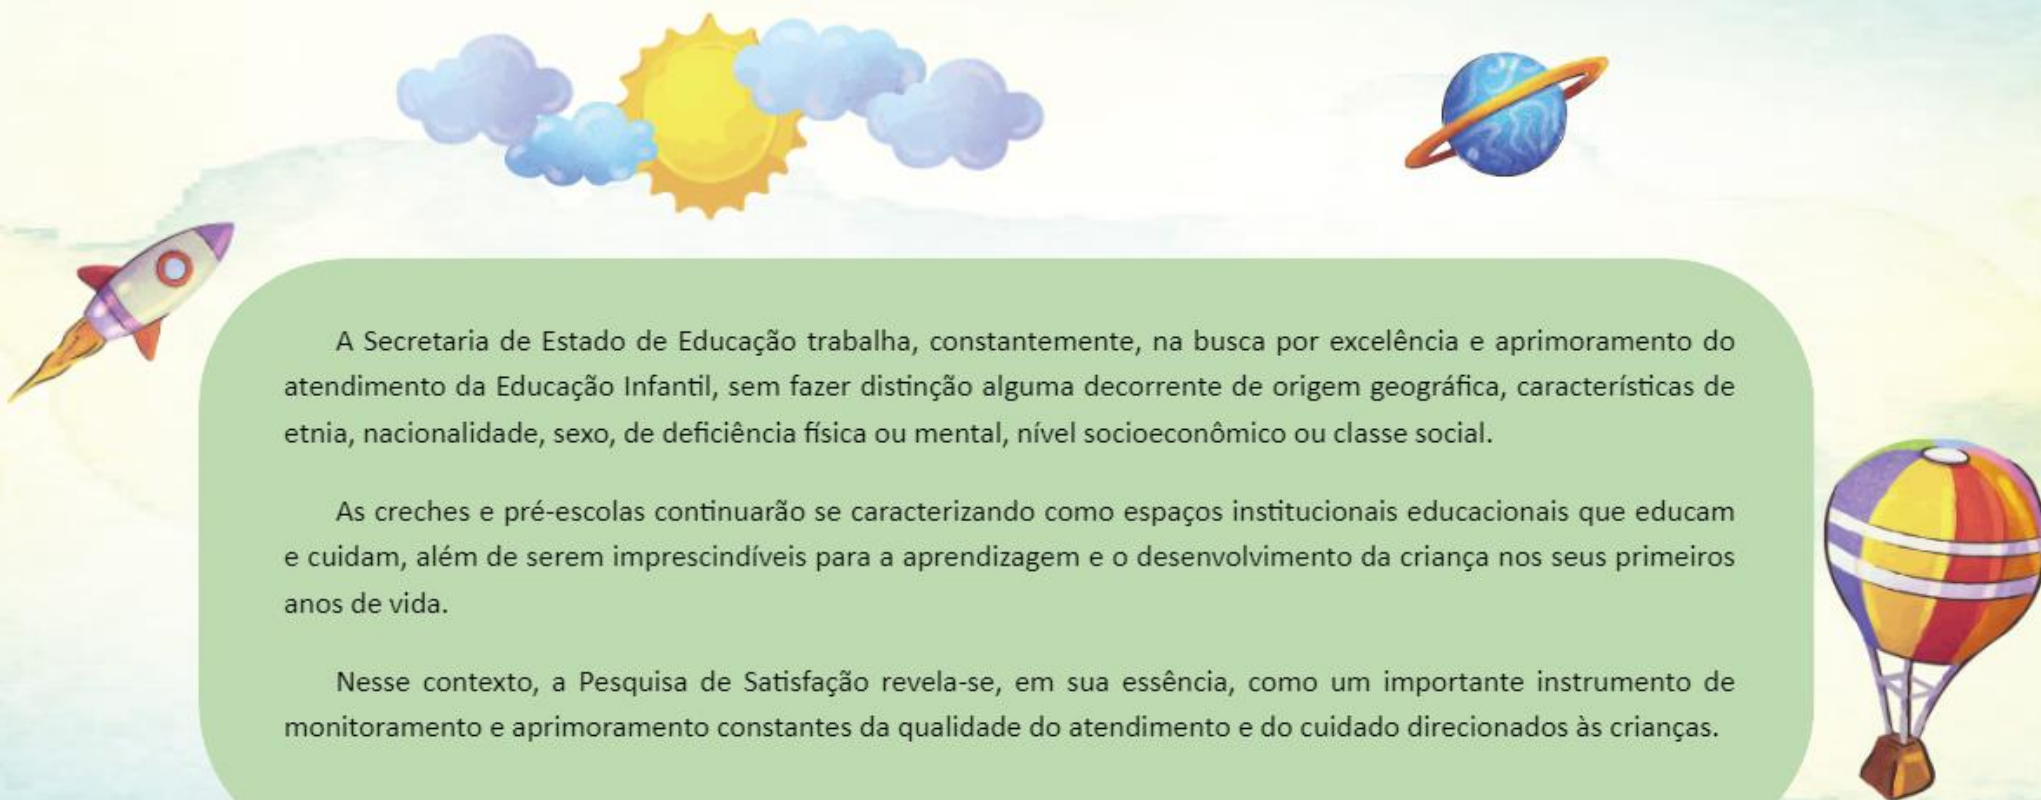 A Secretaria de Estado de Educação trabalha, constantemente, na busca por excelência e aprimoramento do
atendimento da Educação Infantil, sem fazer distinção alguma decorrente de origem geográfica, características de
etnia, nacionalidade, sexo, de deficiência física ou mental, nível socioeconômico ou classe social.
As creches e pré-escolas continuarão se caracterizando como espaços institucionais educacionais que educam
e cuidam, além de serem imprescindíveis para a aprendizagem e o desenvolvimento da criança nos seus primeiros
anos de vida.
Nesse contexto, a Pesquisa de Satisfação revela-se, em sua essência, como um importante instrumento de
monitoramento e aprimoramento constantes da qualidade do atendimento e do cuidado direcionados às crianças.